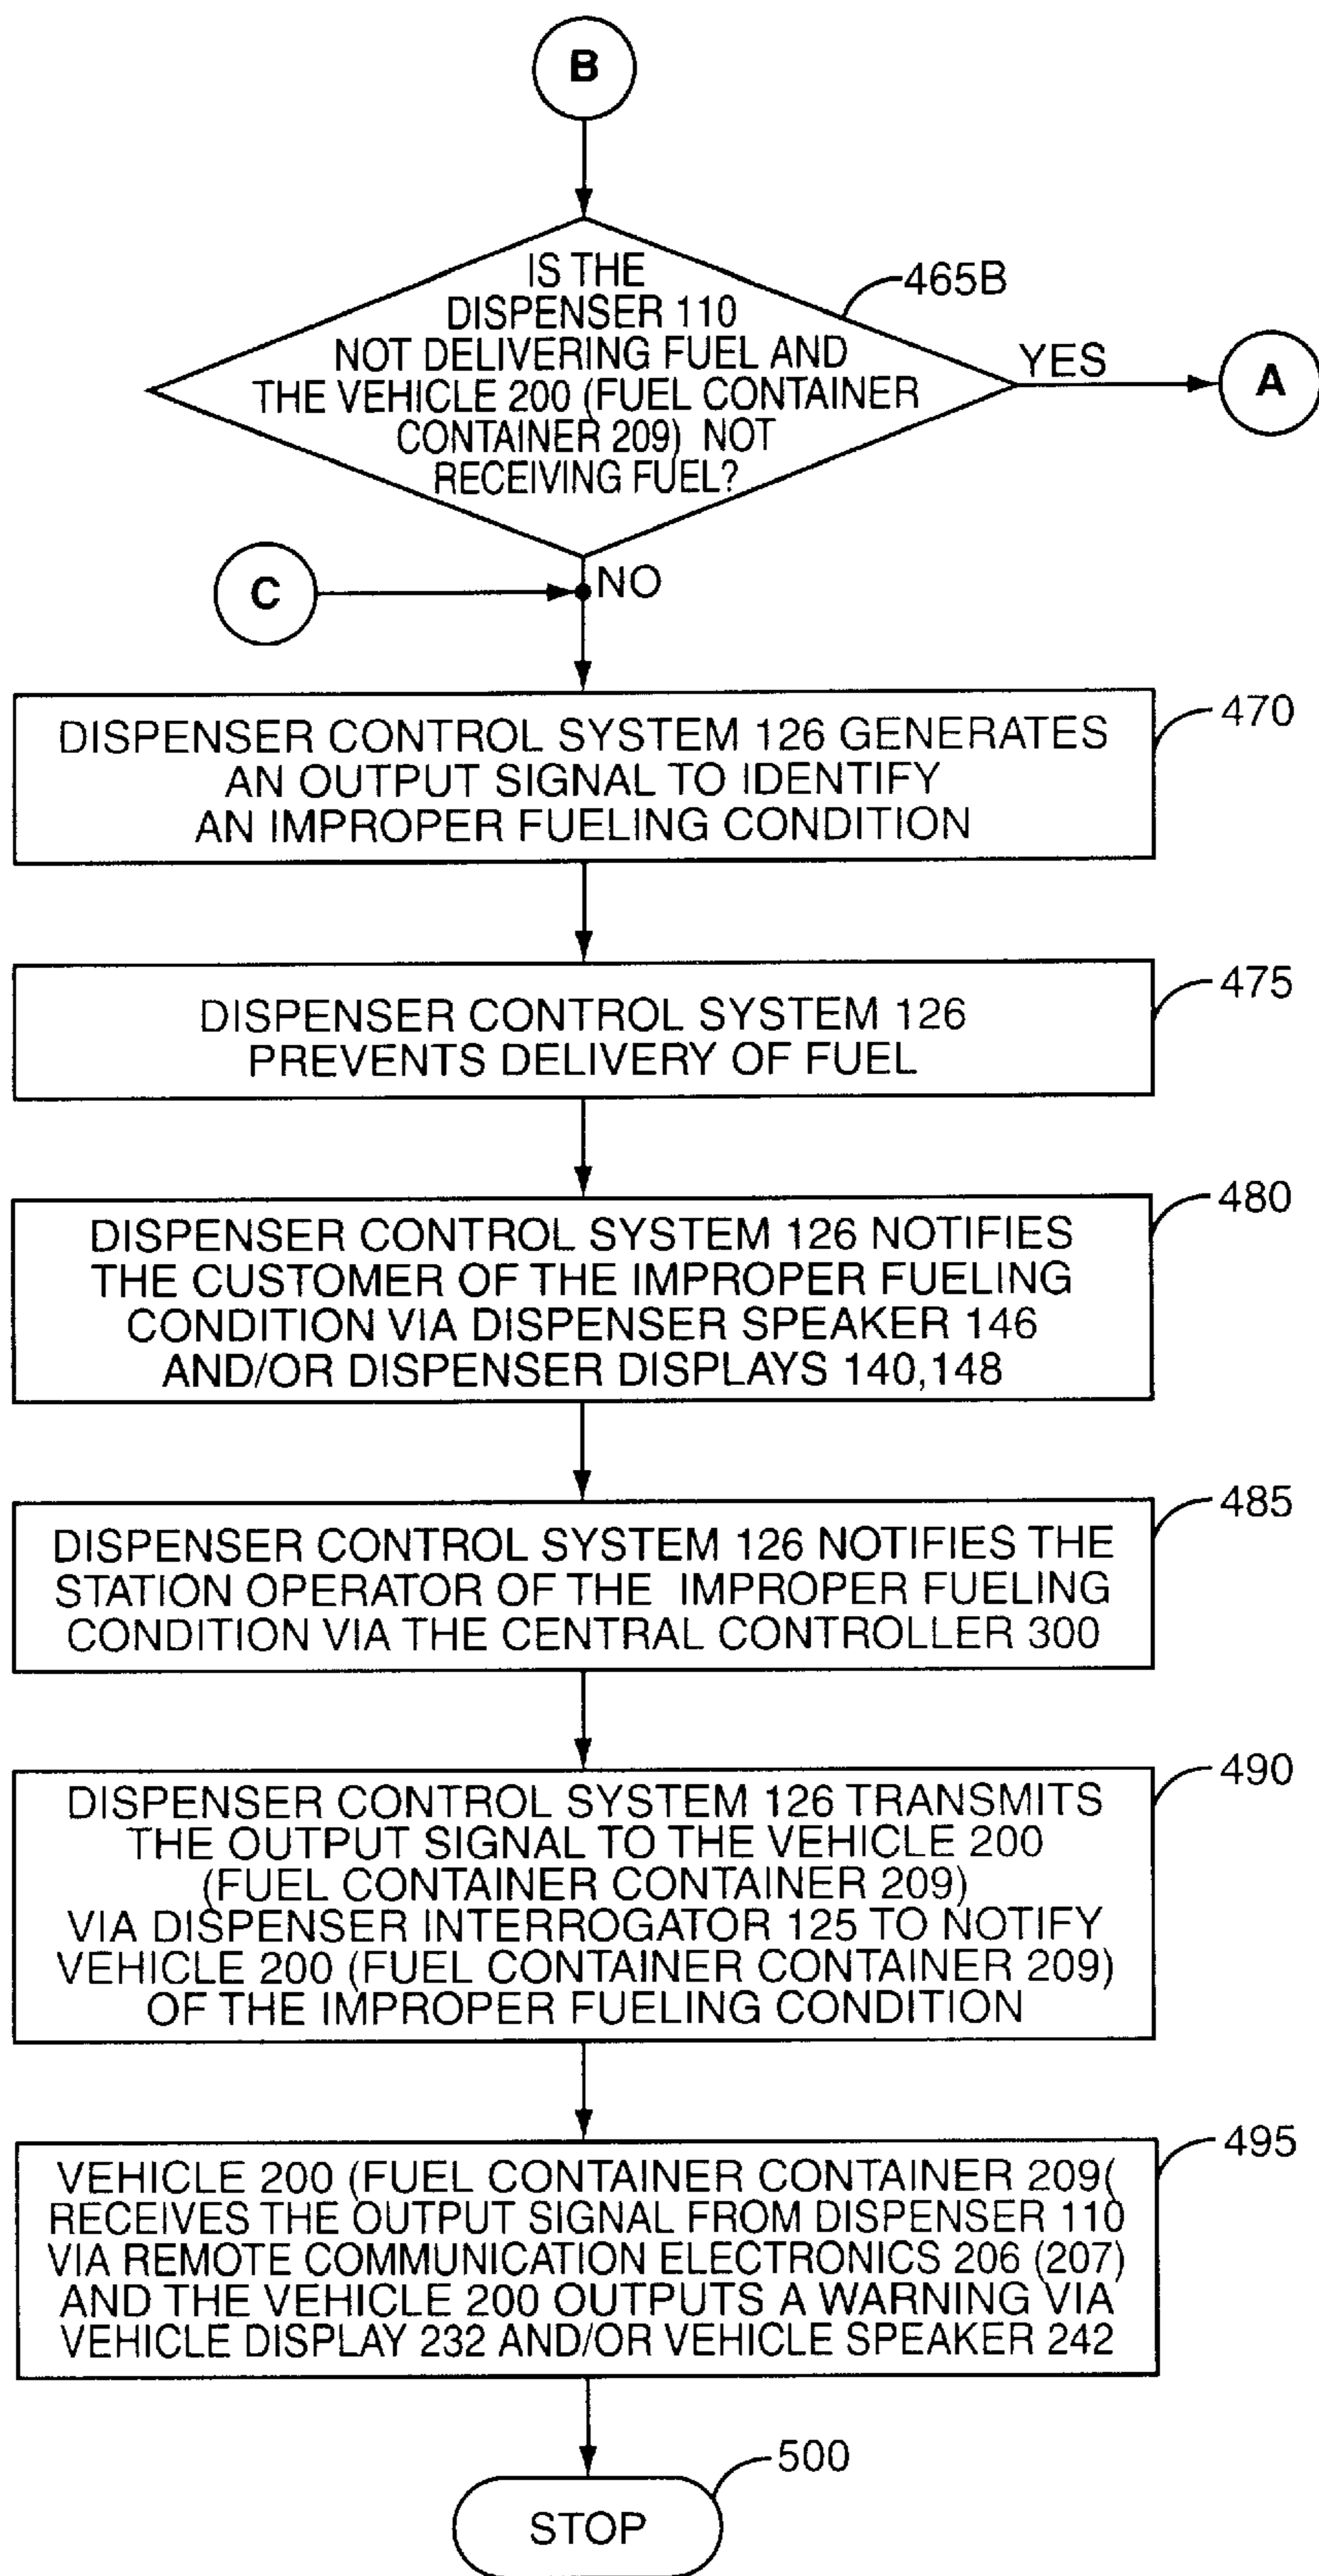 B
IS THE
DISPENSER 110
NOT DELIVERING FUEL AND
THE VEHICLE 200 (FUEL CONTAINER
CONTAINER 209) NOT
RECEIVING FUEL?
465B
YES
A
C
NO
DISPENSER CONTROL SYSTEM 126 GENERATES
AN OUTPUT SIGNAL TO IDENTIFY
AN IMPROPER FUELING CONDITION
470
DISPENSER CONTROL SYSTEM 126
PREVENTS DELIVERY OF FUEL
475
DISPENSER CONTROL SYSTEM 126 NOTIFIES
THE CUSTOMER OF THE IMPROPER FUELING
CONDITION VIA DISPENSER SPEAKER 146
AND/OR DISPENSER DISPLAYS 140,148
480
DISPENSER CONTROL SYSTEM 126 NOTIFIES THE
STATION OPERATOR OF THE IMPROPER FUELING
CONDITION VIA THE CENTRAL CONTROLLER 300
485
DISPENSER CONTROL SYSTEM 126 TRANSMITS
THE OUTPUT SIGNAL TO THE VEHICLE 200
(FUEL CONTAINER CONTAINER 209)
VIA DISPENSER INTERROGATOR 125 TO NOTIFY
VEHICLE 200 (FUEL CONTAINER CONTAINER 209)
OF THE IMPROPER FUELING CONDITION
490
VEHICLE 200 (FUEL CONTAINER CONTAINER 209(
RECEIVES THE OUTPUT SIGNAL FROM DISPENSER 110
VIA REMOTE COMMUNICATION ELECTRONICS 206 (207)
AND THE VEHICLE 200 OUTPUTS A WARNING VIA
VEHICLE DISPLAY 232 AND/OR VEHICLE SPEAKER 242
495
STOP
500